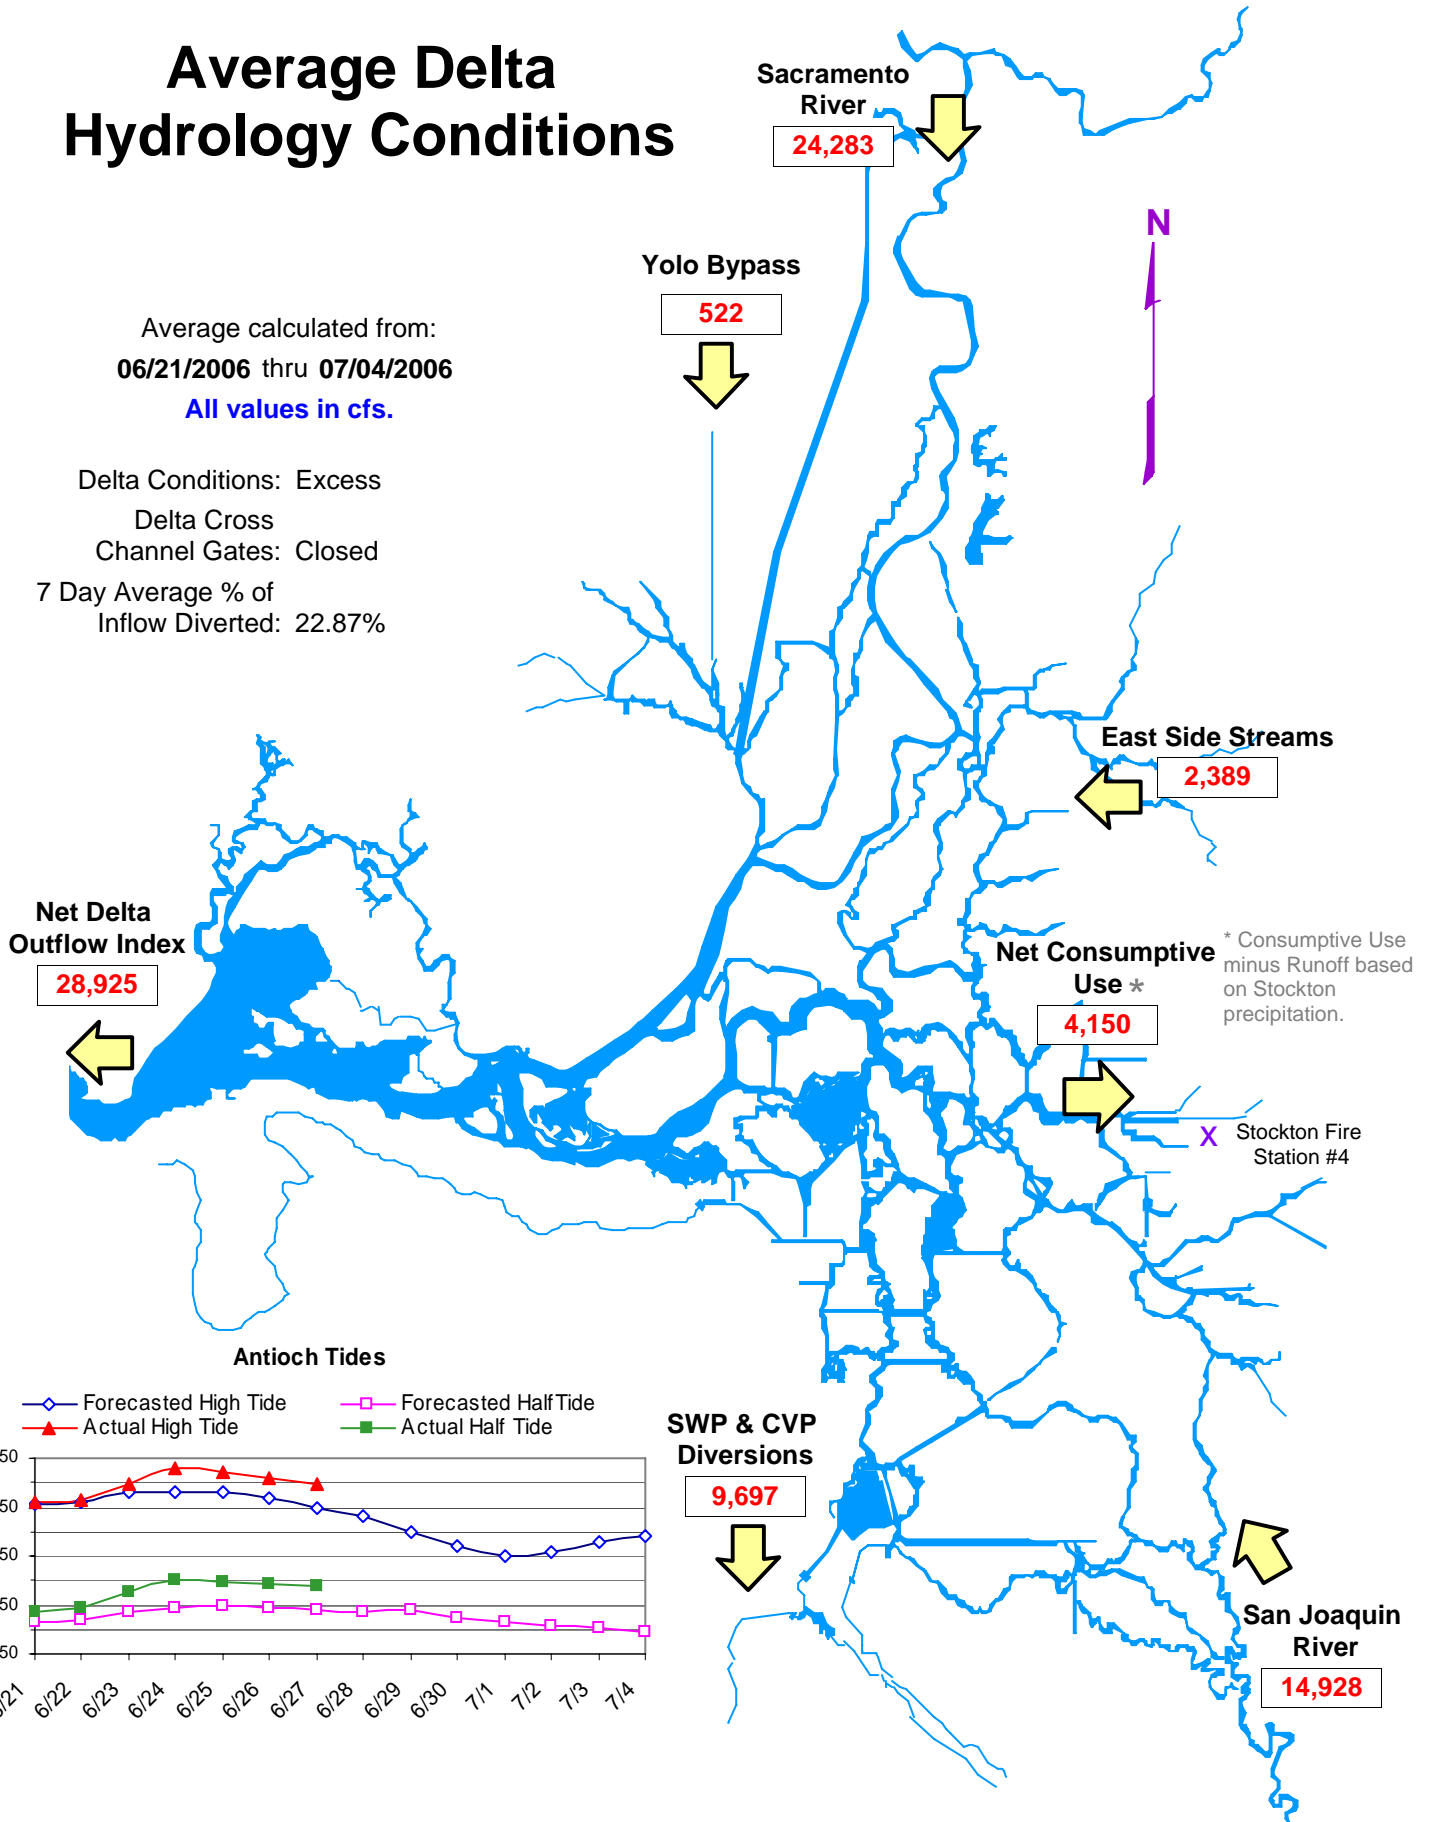 Average Delta
Hydrology Conditions
Sacramento
River
24,283
N
Yolo Bypass
522
Average calculated from:
06/21/2006 thru 07/04/2006
All values in cfs.
Delta Conditions: Excess
Delta Cross
Channel Gates: Closed
7 Day Average % of
Inflow Diverted: 22.87%
East Side Streams
2,389
Net Delta
Outflow Index
28,925
Net Consumptive
Use *
4,150
* Consumptive Use
minus Runoff based
on Stockton
precipitation.
X Stockton Fire
Station #4
Antioch Tides
Forecasted High Tide
Forecasted Half Tide
Actual High Tide
Actual Half Tide
50
50
50
50
50
/21 6/22 6/23 6/24 6/25 6/26 6/27 6/28 6/29 6/30 7/1 7/2 7/3 7/4
SWP & CVP
Diversions
9,697
San Joaquin
River
14,928